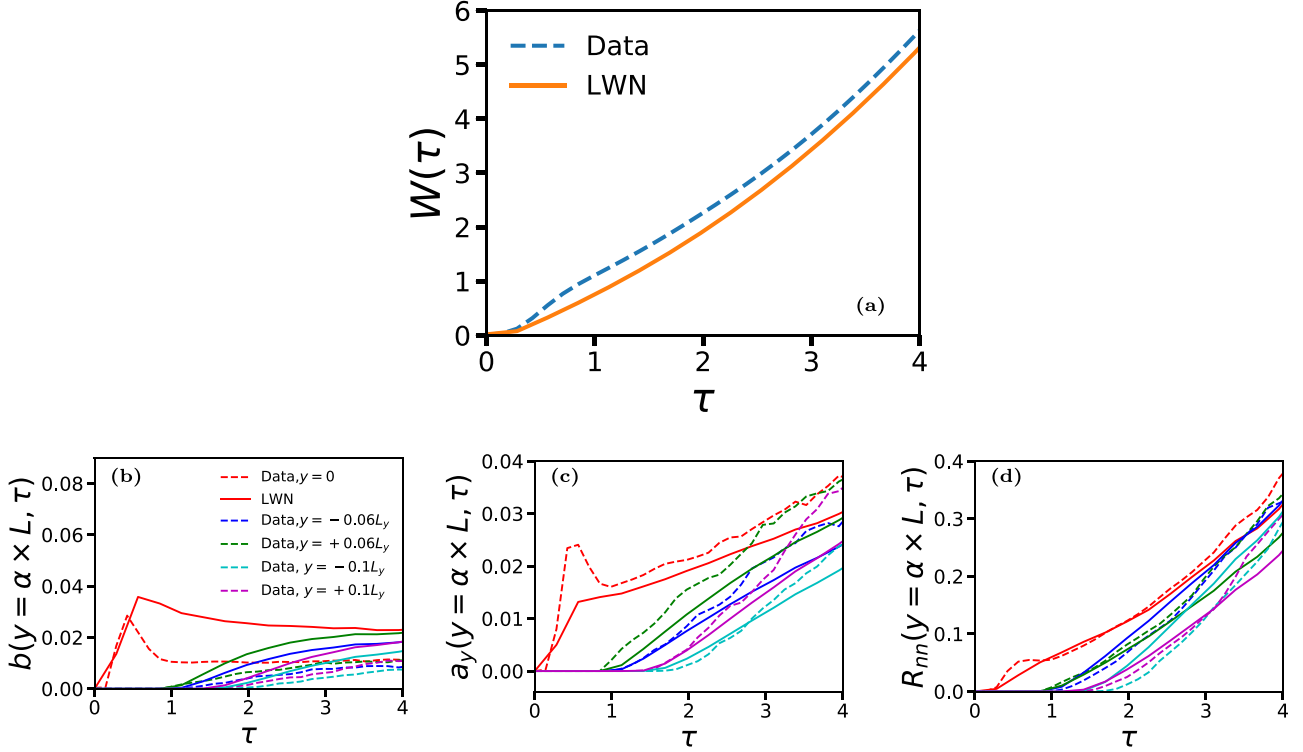 6
5
4
3
2
1
0
W(τ)
Data
LWN
(a)
0 1 2 3 4
τ
b(y = α × L, τ)
0.08
0.06
0.04
0.02
0.00
(b)
Data,y = 0
LWN
Data,y = −0.06L_y
Data,y = +0.06L_y
Data, y = −0.1L_y
Data, y = +0.1L_y
0 1 2 3 4
τ
a_y(y = α × L, τ)
0.04
0.03
0.02
0.01
0.00
(c)
0 1 2 3 4
τ
R_nn(y = α × L, τ)
0.4
0.3
0.2
0.1
0.0
(d)
0 1 2 3 4
τ